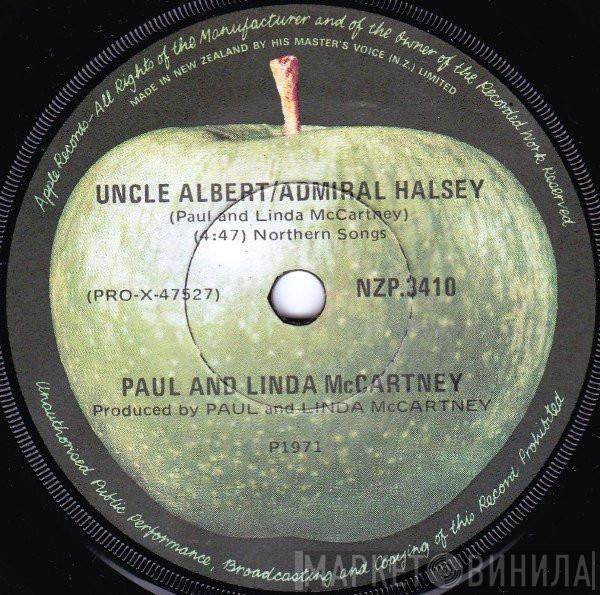 Apple Records-All Rights of the Manufacturer and of the Owner of the Recorded Work Reserved
MADE IN NEW ZEALAND BY HIS MASTER'S VOICE (N.Z.) LIMITED
UNCLE ALBERT/ADMIRAL HALSEY
(Paul and Linda McCartney)
(4:47) Northern Songs
(PRO-X-47527)
NZP.3410
PAUL AND LINDA McCARTNEY
Produced by PAUL and LINDA McCARTNEY
P1971
Unauthorised Public Performance, Broadcasting and Copying of this Record Prohibited
МАРКЕТ ВИНИЛА